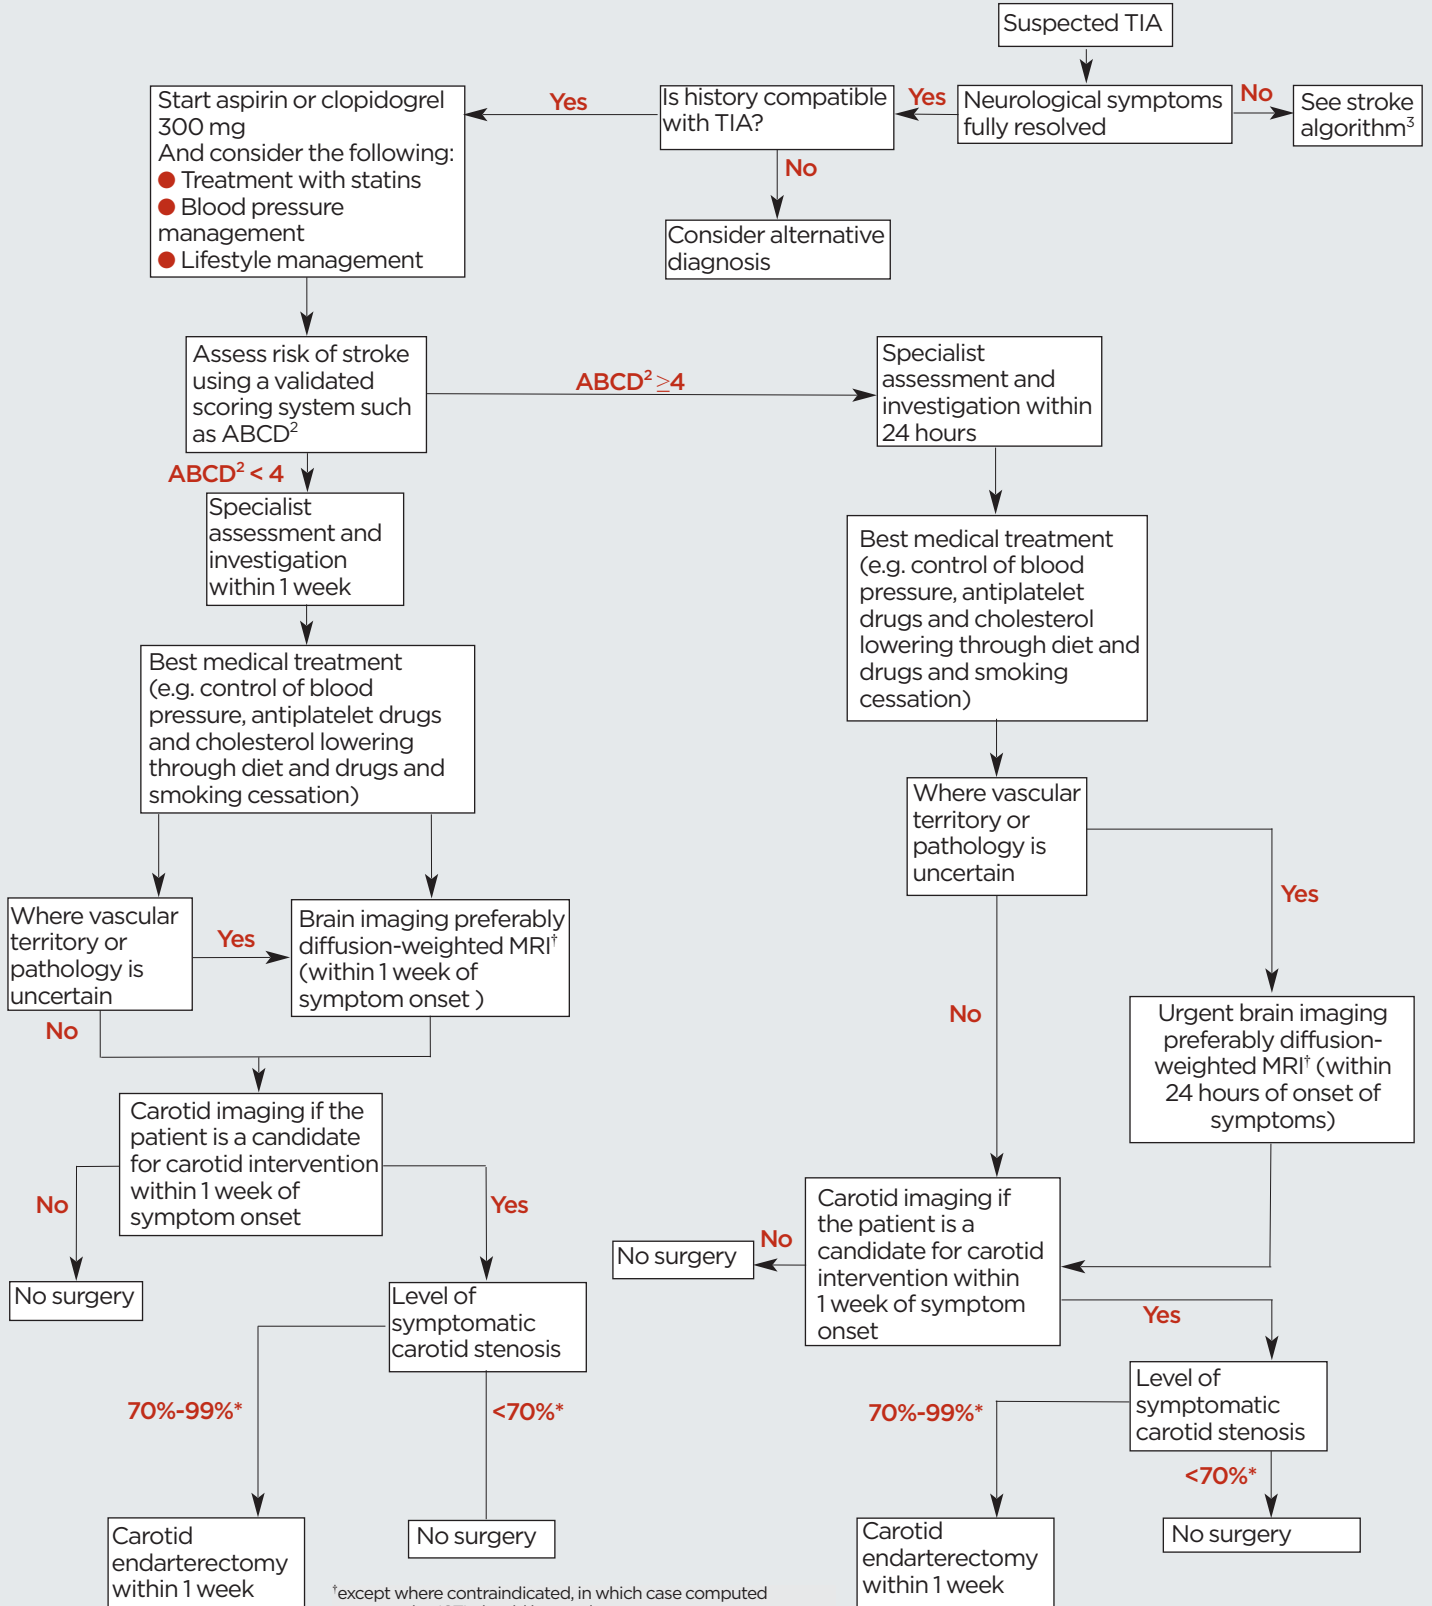 Suspected TIA
Neurological symptoms
fully resolved
No
See stroke
algorithm³
Yes
Is history compatible
with TIA?
No
Consider alternative
diagnosis
Yes
Start aspirin or clopidogrel
300 mg
And consider the following:
● Treatment with statins
● Blood pressure
management
● Lifestyle management
Assess risk of stroke
using a validated
scoring system such
as ABCD²
ABCD² ≥4
Specialist
assessment and
investigation within
24 hours
ABCD² < 4
Specialist
assessment and
investigation
within 1 week
Best medical treatment
(e.g. control of blood
pressure, antiplatelet drugs
and cholesterol lowering
through diet and drugs and
smoking cessation)
Where vascular
territory or
pathology is
uncertain
Yes
Brain imaging preferably
diffusion-weighted MRI†
(within 1 week of
symptom onset )
No
Carotid imaging if the
patient is a candidate
for carotid intervention
within 1 week of
symptom onset
No
No surgery
Yes
Level of
symptomatic
carotid stenosis
70%-99%*
<70%*
Carotid
endarterectomy
within 1 week
No surgery
Best medical treatment
(e.g. control of blood
pressure, antiplatelet
drugs and cholesterol
lowering through diet and
drugs and smoking
cessation)
Where vascular
territory or
pathology is
uncertain
Yes
Urgent brain imaging
preferably diffusion-
weighted MRI† (within
24 hours of onset of
symptoms)
No
Carotid imaging if
the patient is a
candidate for carotid
intervention within
1 week of symptom
onset
No
No surgery
Yes
Level of
symptomatic
carotid stenosis
70%-99%*
<70%*
Carotid
endarterectomy
within 1 week
No surgery
†except where contraindicated, in which case computed